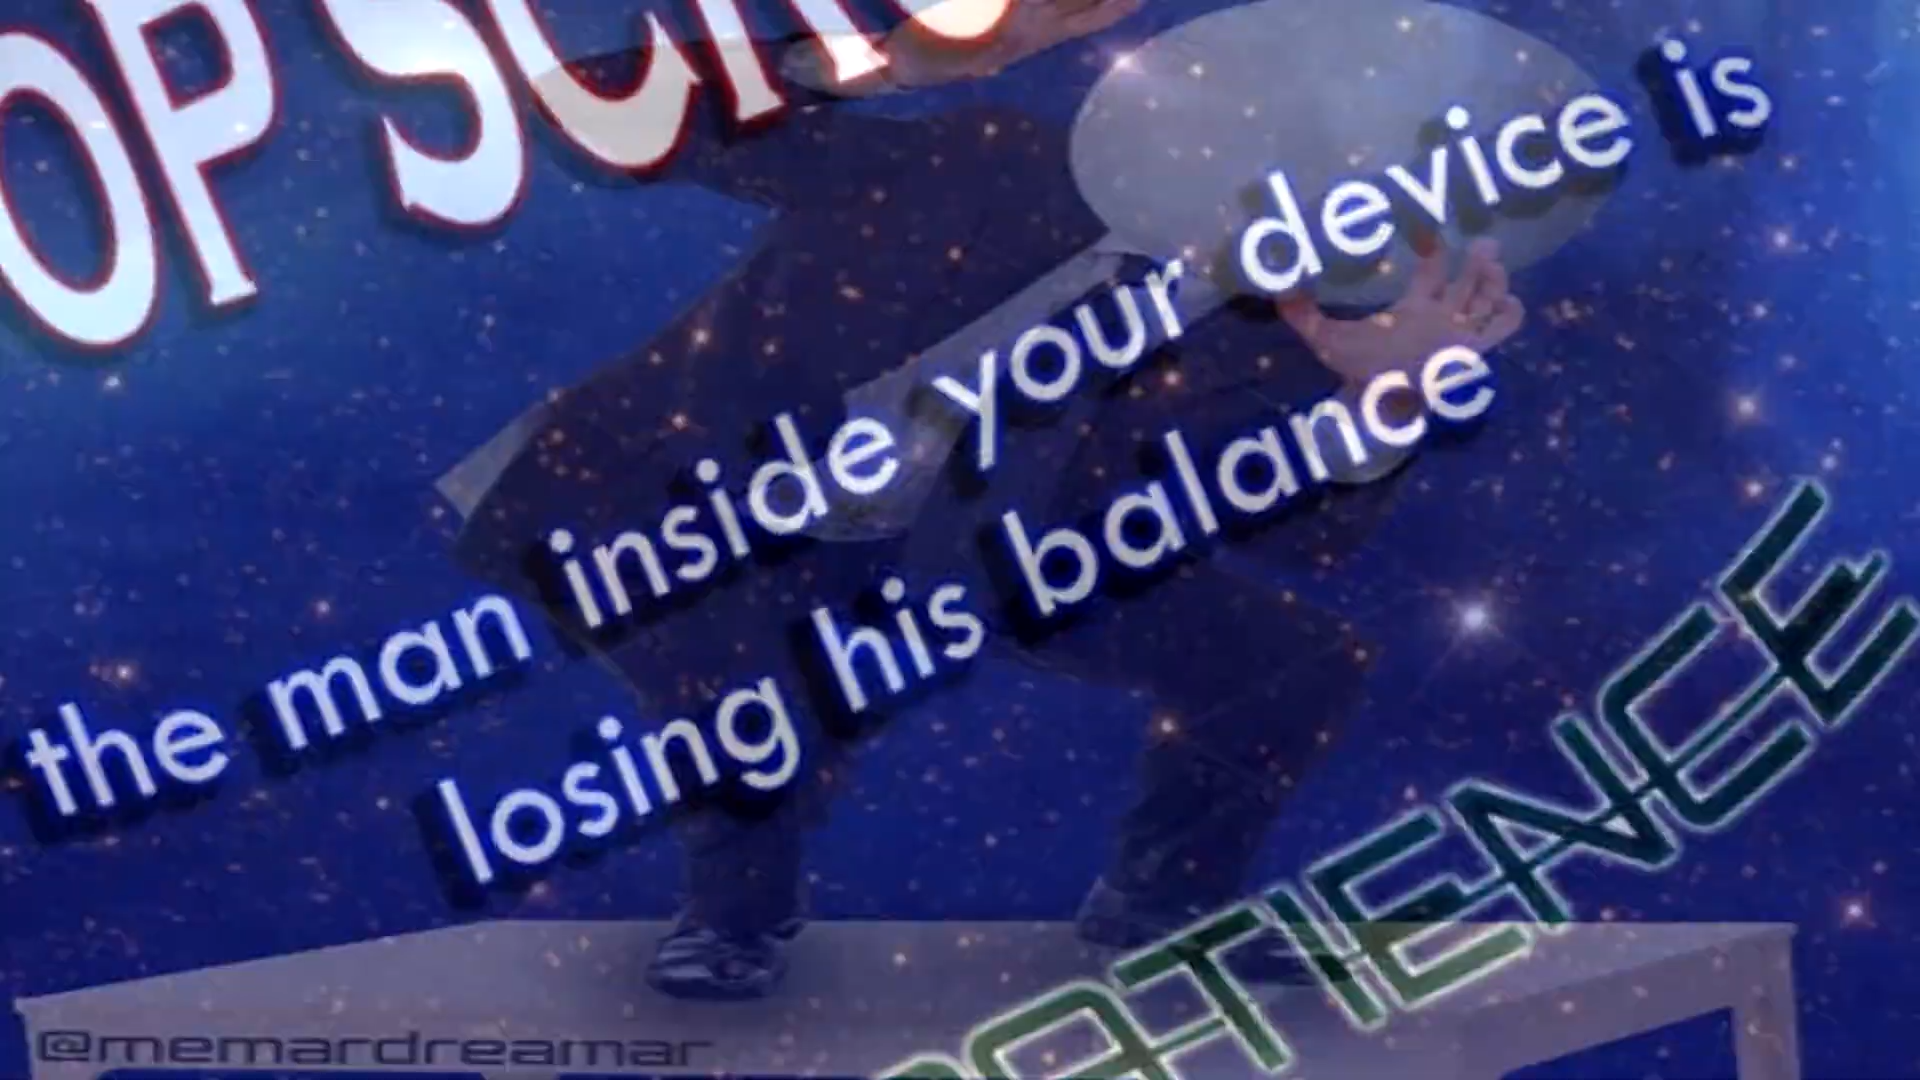 the man inside your device is
losing his balance
@memardreamar